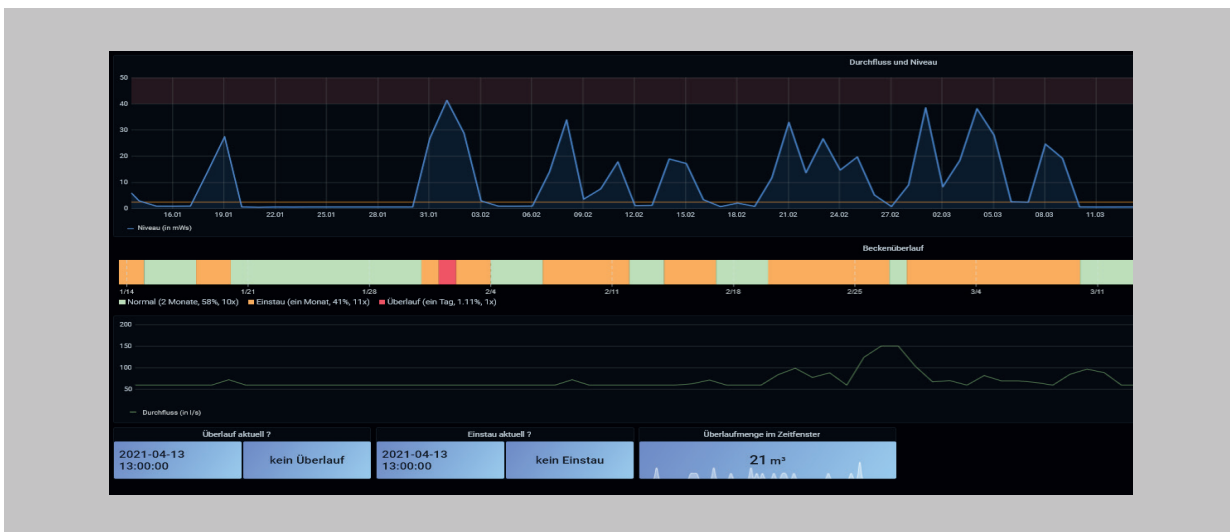 Durchfluss und Niveau
50
40
30
20
10
0
16.01 19.01 22.01 25.01 28.01 31.01 03.02 06.02 09.02 12.02 15.02 18.02 21.02 24.02 27.02 02.03 05.03 08.03 11.03
Niveau (in mWs)
Beckenüberlauf
1/14 1/21 1/28 2/4 2/11 2/18 2/25 3/4 3/11
Normal (2 Monate, 58%, 10x) Einstau (ein Monat, 41%, 11x) Überlauf (ein Tag, 1.11%, 1x)
200
150
100
50
Durchfluss (in l/s)
Überlauf aktuell ? Einstau aktuell ? Überlaufmenge im Zeitfenster
2021-04-13
13:00:00
kein Überlauf
2021-04-13
13:00:00
kein Einstau
21 m³